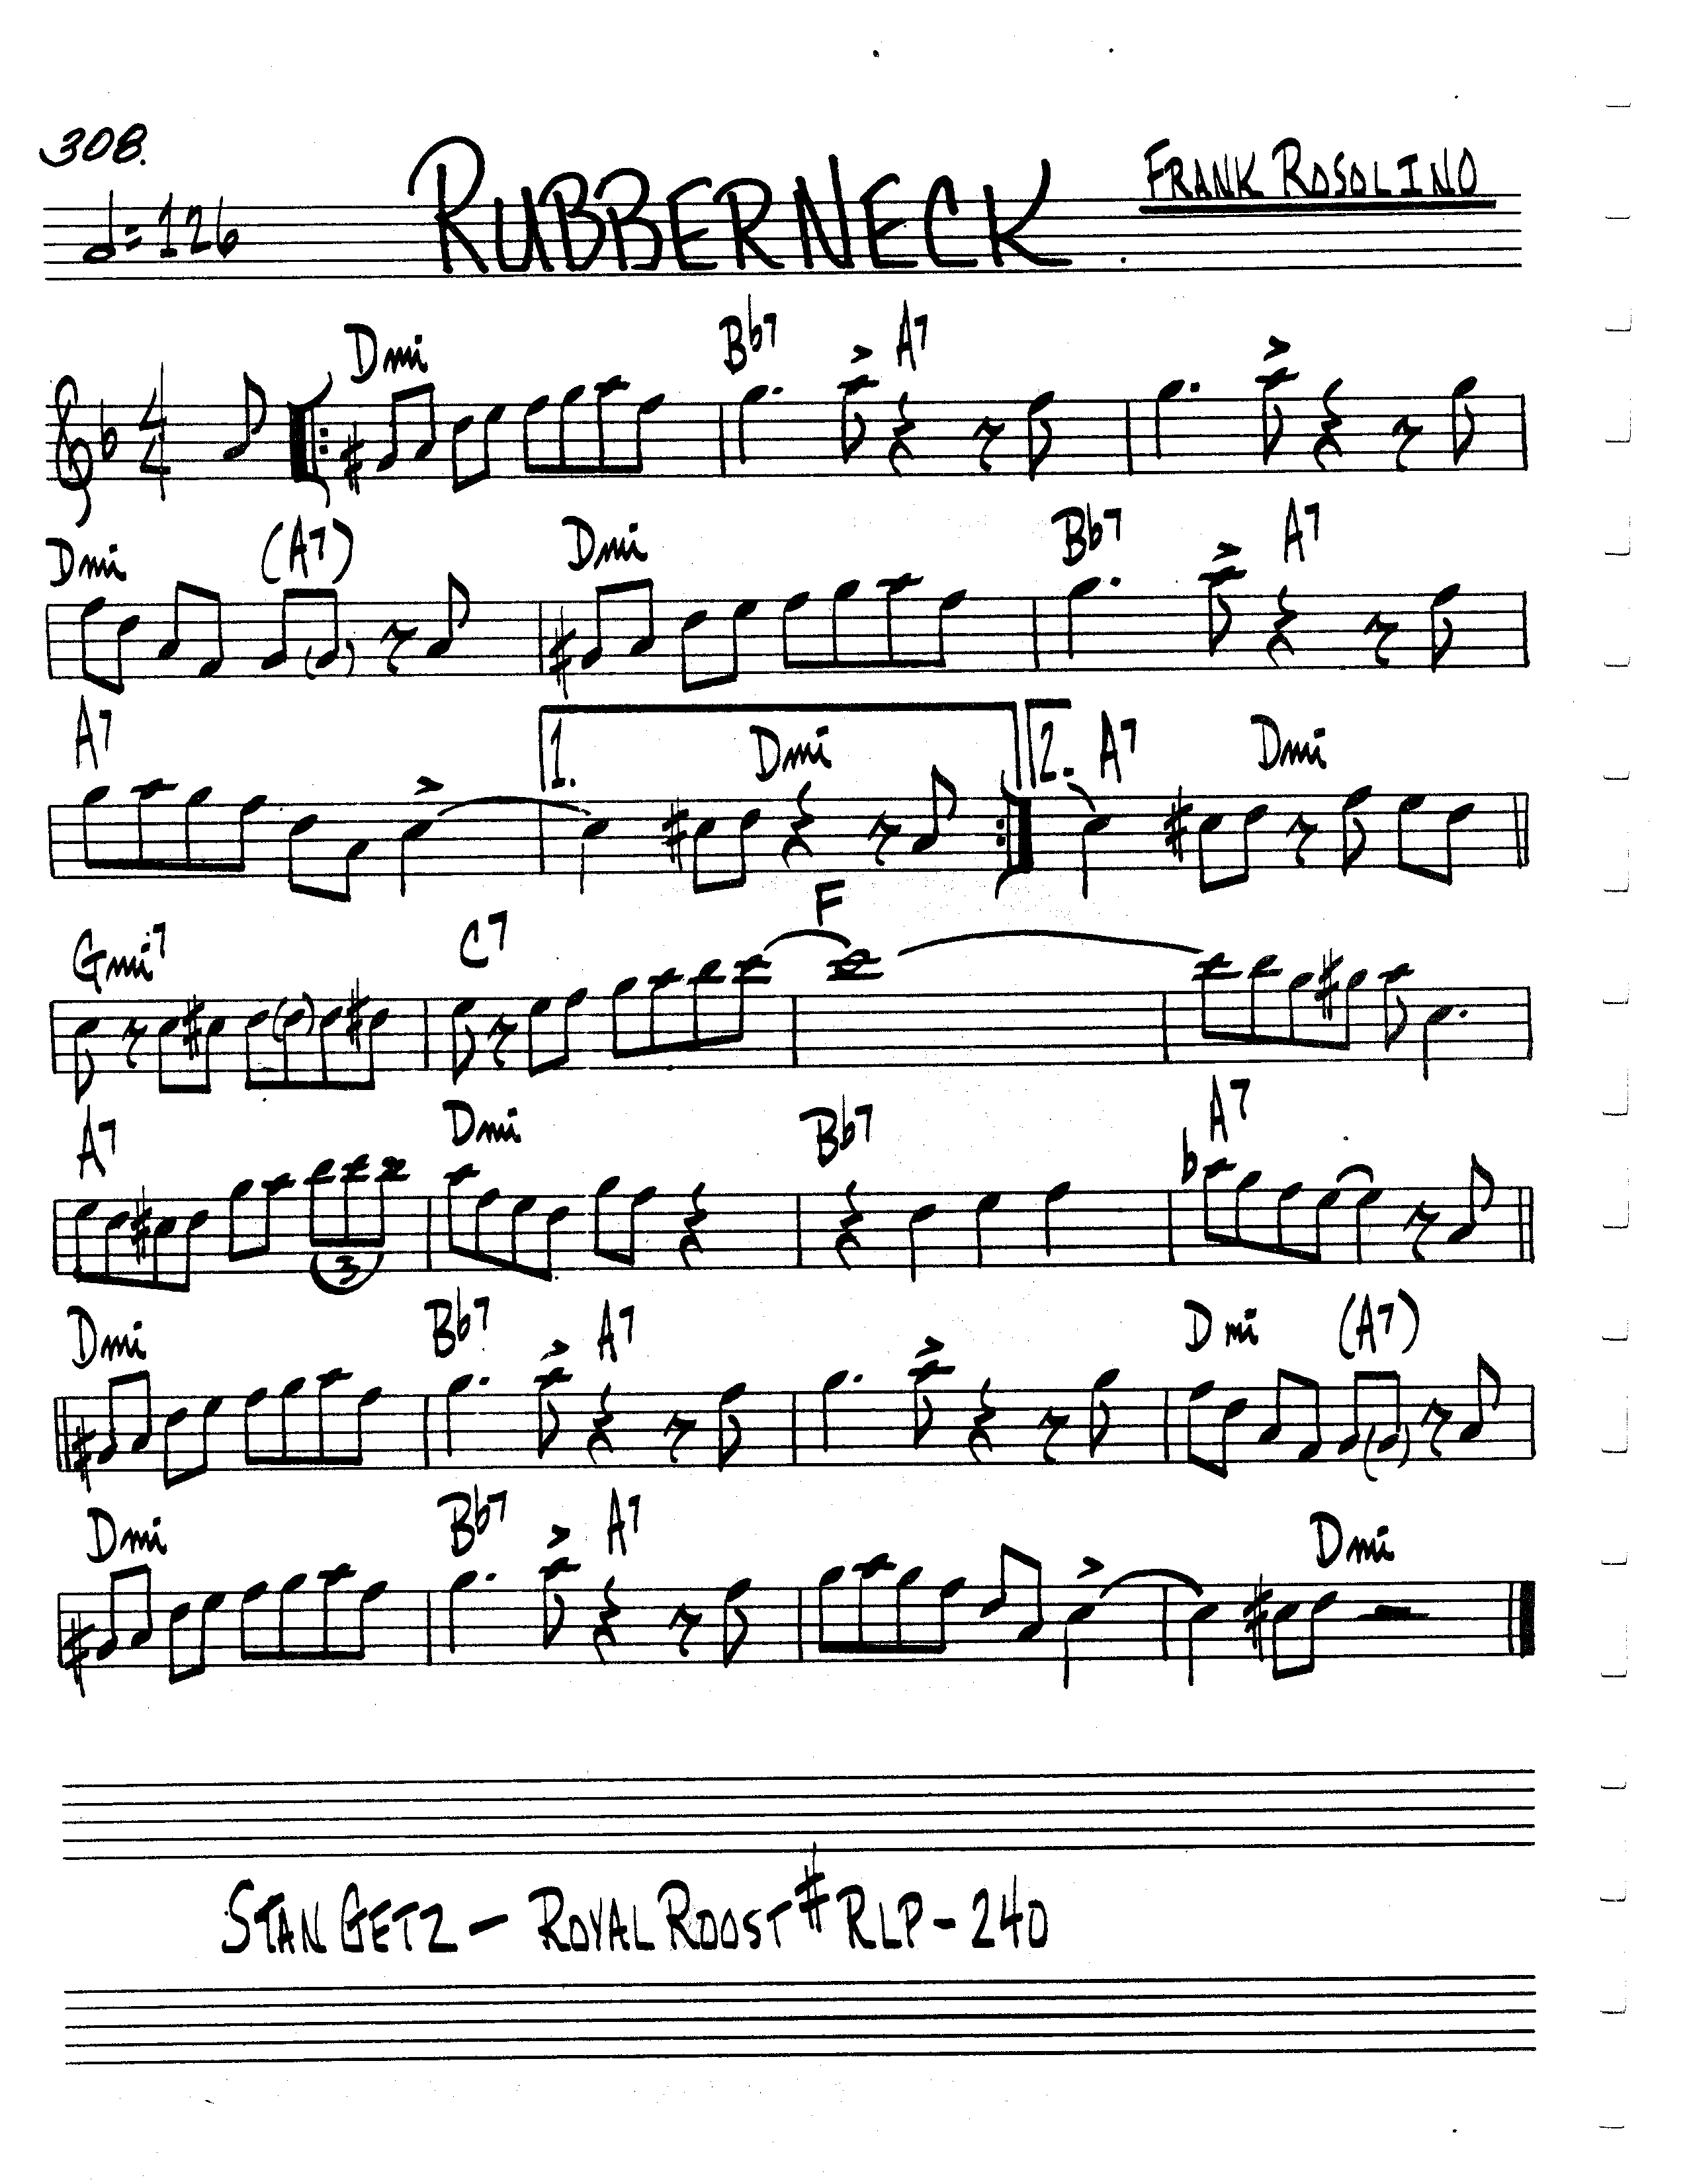 308.
♩= 126
RUBBERNECK
FRANK ROSOLINO
Dmi Bb7 A7
4/4
Dmi (A7) Dmi Bb7 A7
A7 1. Dmi 2. A7 Dmi
Gmi7 C7 F
A7 Dmi Bb7 A7
3
Dmi Bb7 A7 Dmi (A7)
Dmi Bb7 A7 Dmi
STAN GETZ – ROYAL ROOST # RLP-240